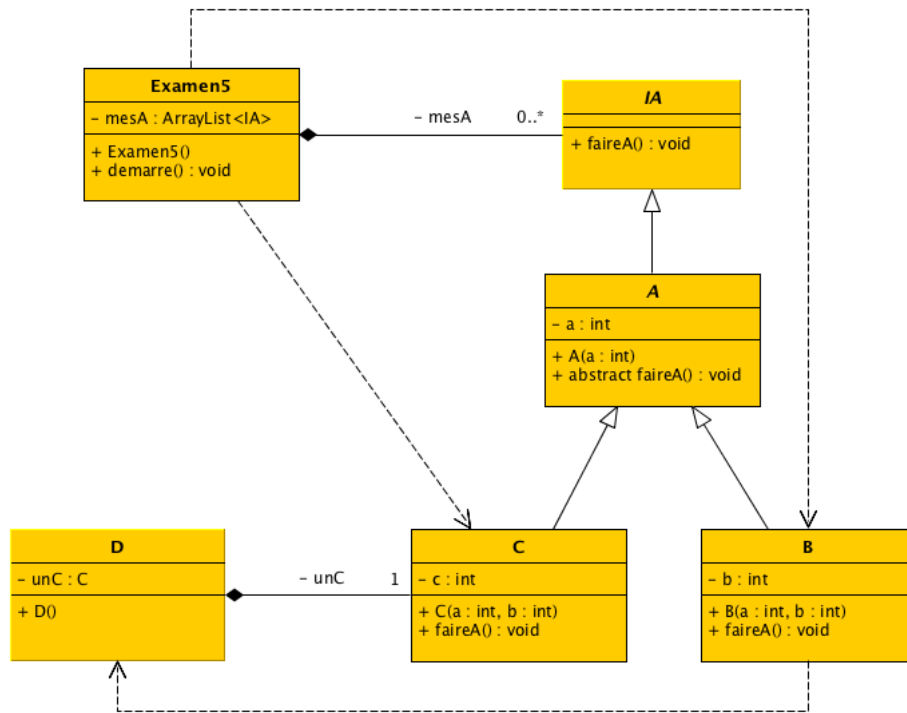 Examen5
- mesA : ArrayList<IA>
+ Examen5()
+ demarre() : void
- mesA 0..*
IA
+ faireA() : void
A
- a : int
+ A(a : int)
+ abstract faireA() : void
D
- unC : C
+ D()
- unC 1
C
- c : int
+ C(a : int, b : int)
+ faireA() : void
B
- b : int
+ B(a : int, b : int)
+ faireA() : void